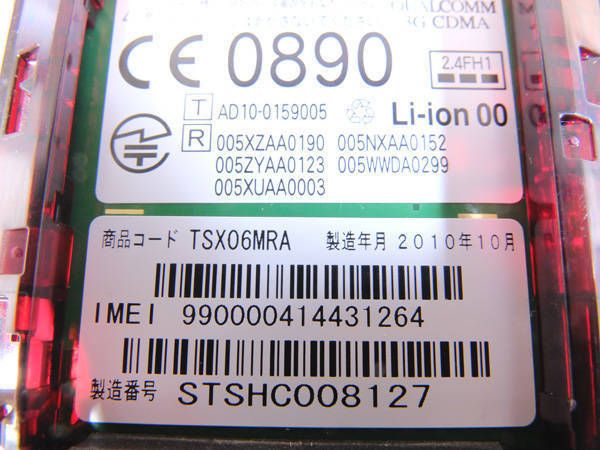 QUALCOMM
3G CDMA
CE 0890 2.4FH1
T AD10-0159005 Li-ion 00
R 005XZAA0190 005NXAA0152
005ZYAA0123 005WWDA0299
005XUAA0003
商品コード TSX06MRA 製造年月 2010年10月
IMEI 990000414431264
製造番号 STSHC008127